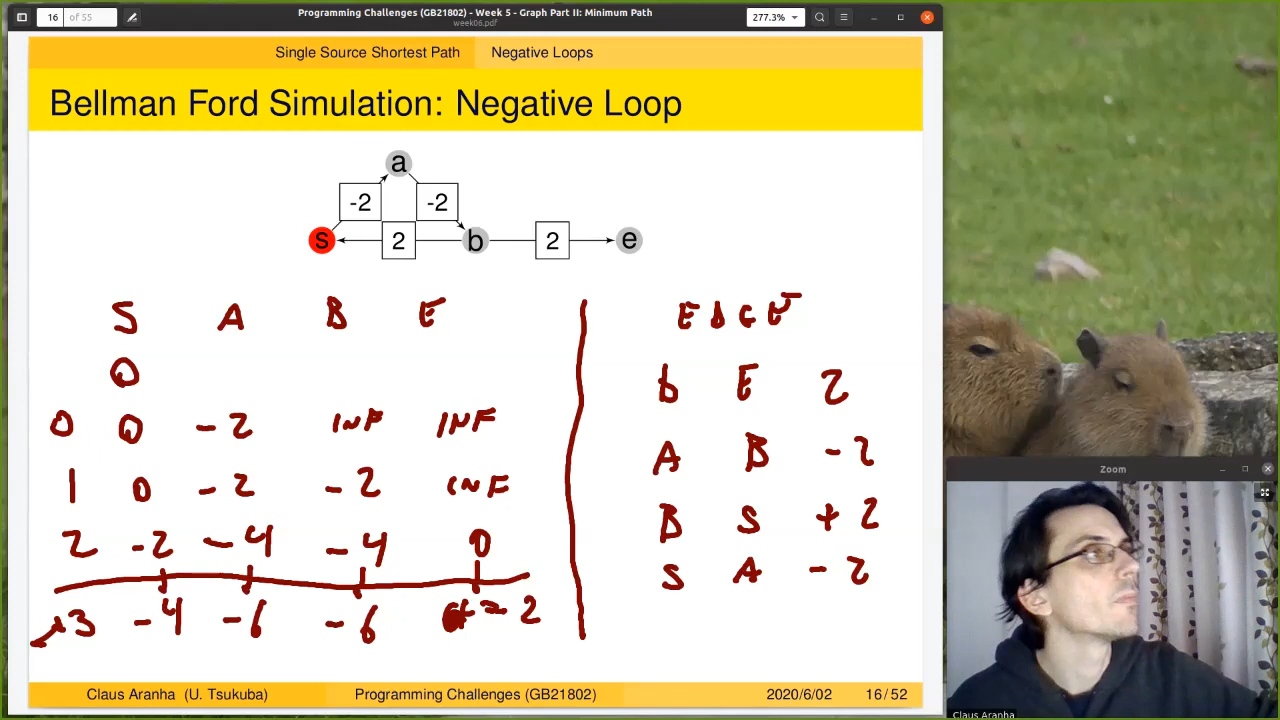 Programming Challenges (GB21802) - Week 5 - Graph Part II: Minimum Path
week06.pdf
16 of 55
277.3%
Single Source Shortest Path Negative Loops
Bellman Ford Simulation: Negative Loop
a
-2 -2
s 2 b 2 e
S A B E
0
0 0 -2 INF INF
1 0 -2 -2 INF
2 -2 -4 -4 0
3 -4 -6 -6 -2
EDGE
b E 2
A B -2
B S +2
S A -2
Claus Aranha (U. Tsukuba) Programming Challenges (GB21802) 2020/6/02 16/52
Zoom
Claus Aranha